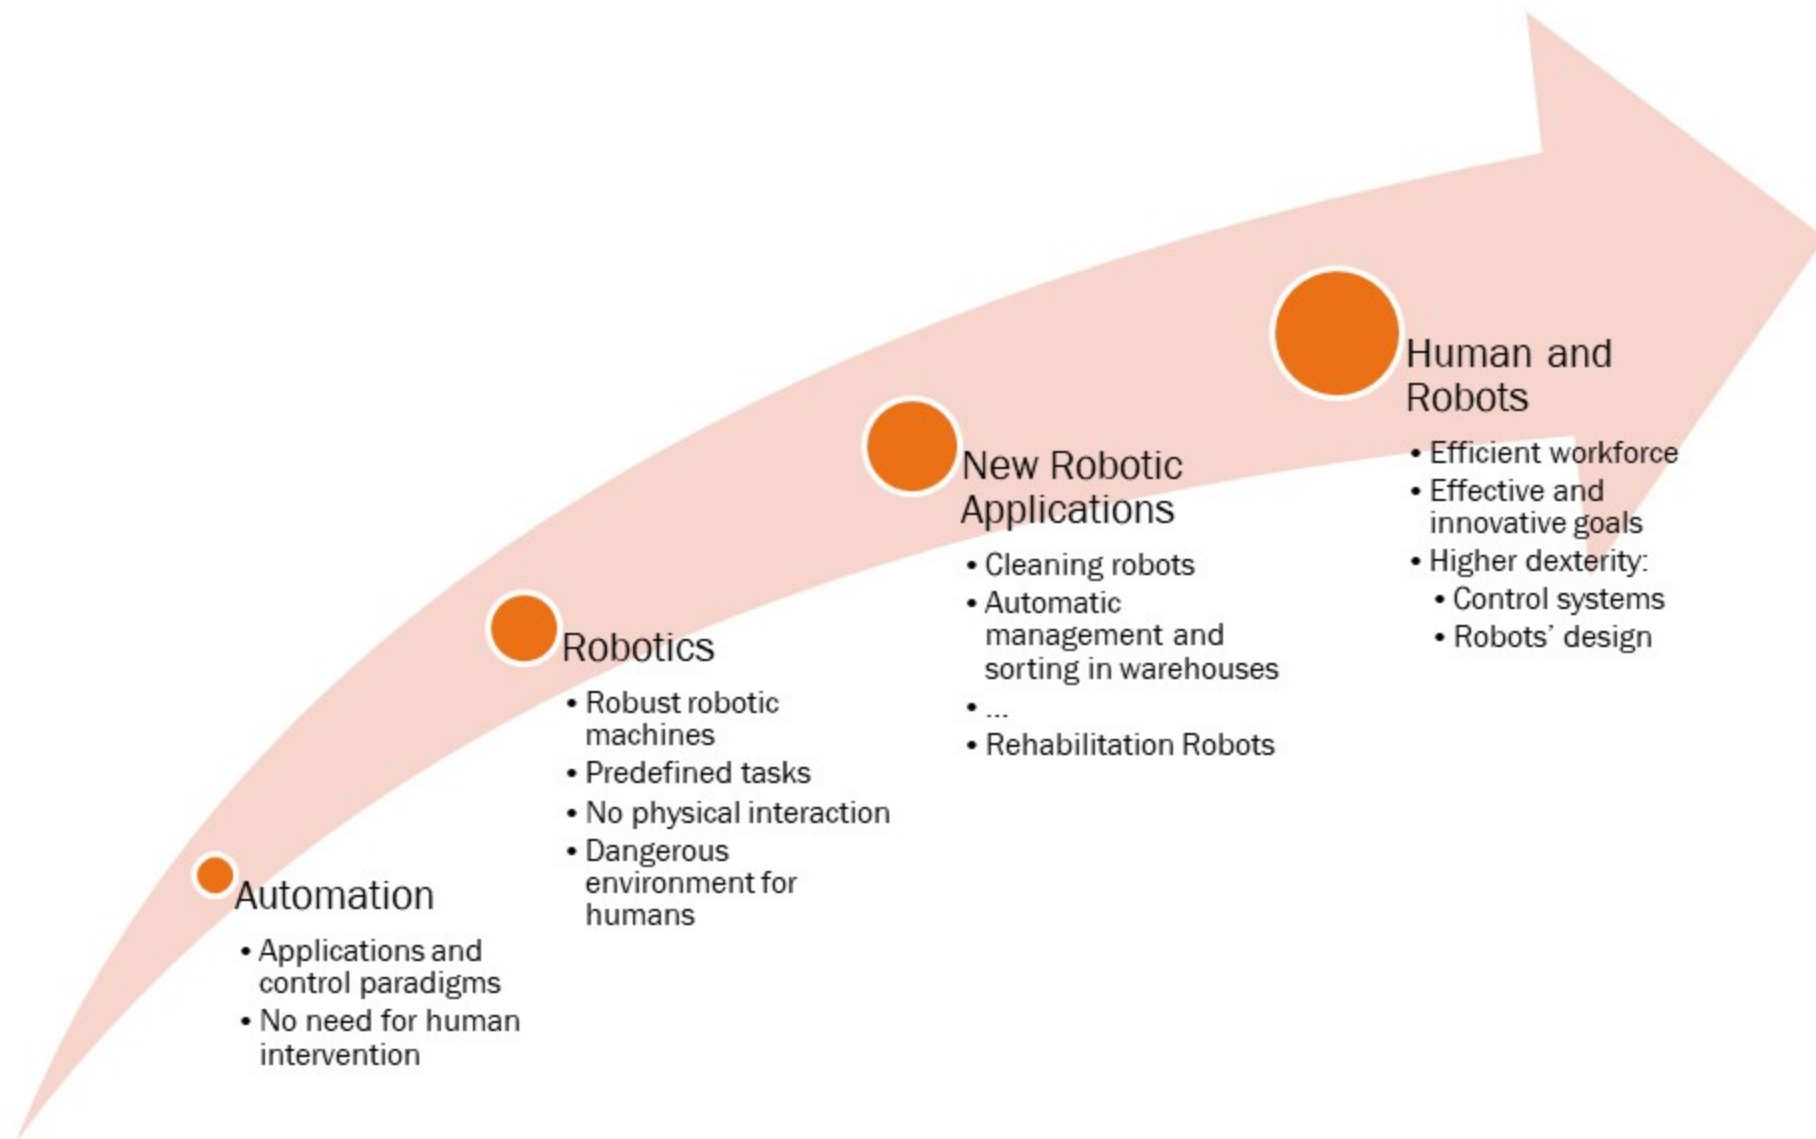 Automation
• Applications and
control paradigms
• No need for human
intervention
Robotics
• Robust robotic
machines
• Predefined tasks
• No physical interaction
• Dangerous
environment for
humans
New Robotic
Applications
• Cleaning robots
• Automatic
management and
sorting in warehouses
• ...
• Rehabilitation Robots
Human and
Robots
• Efficient workforce
• Effective and
innovative goals
• Higher dexterity:
• Control systems
• Robots’ design